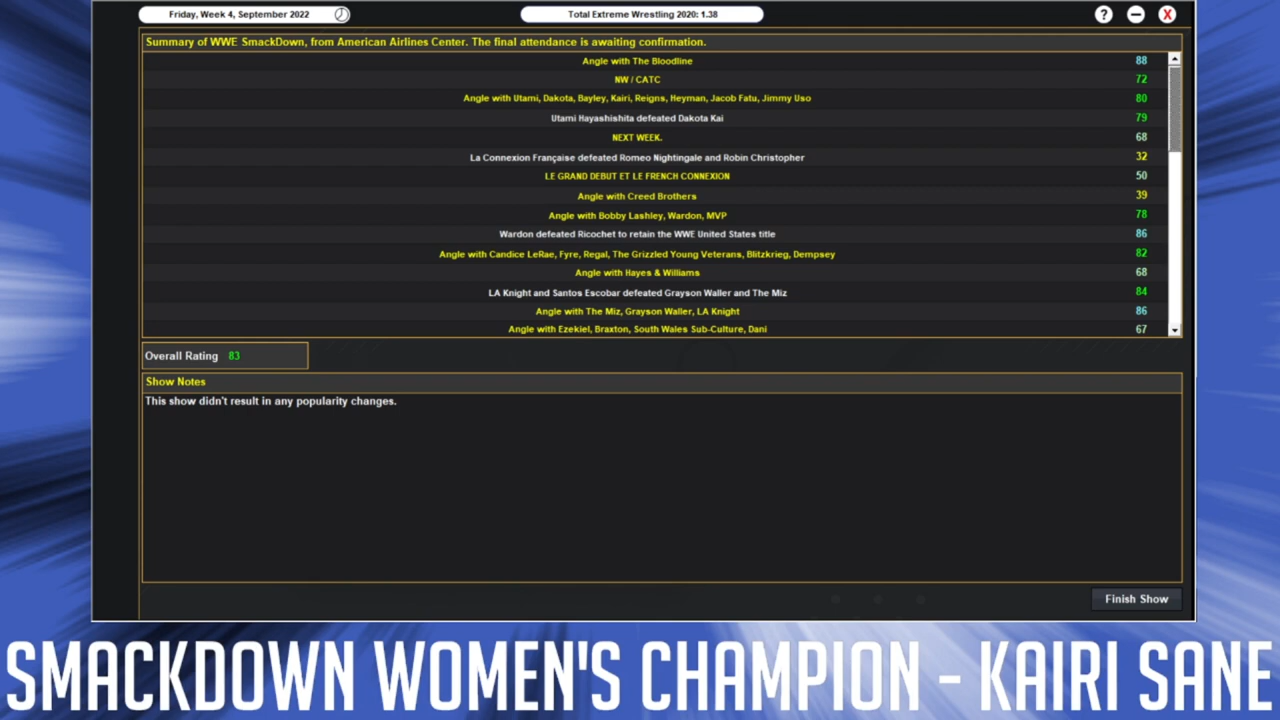 Friday, Week 4, September 2022
Total Extreme Wrestling 2020: 1.38
?
X
Summary of WWE SmackDown, from American Airlines Center. The final attendance is awaiting confirmation.
Angle with The Bloodline 88
NW / CATC 72
Angle with Utami, Dakota, Bayley, Kairi, Reigns, Heyman, Jacob Fatu, Jimmy Uso 80
Utami Hayashishita defeated Dakota Kai 79
NEXT WEEK. 68
La Connexion Française defeated Romeo Nightingale and Robin Christopher 32
LE GRAND DEBUT ET LE FRENCH CONNEXION 50
Angle with Creed Brothers 39
Angle with Bobby Lashley, Wardon, MVP 78
Wardon defeated Ricochet to retain the WWE United States title 86
Angle with Candice LeRae, Fyre, Regal, The Grizzled Young Veterans, Blitzkrieg, Dempsey 82
Angle with Hayes & Williams 68
LA Knight and Santos Escobar defeated Grayson Waller and The Miz 84
Angle with The Miz, Grayson Waller, LA Knight 86
Angle with Ezekiel, Braxton, South Wales Sub-Culture, Dani 67
Overall Rating 83
Show Notes
This show didn't result in any popularity changes.
Finish Show
SMACKDOWN WOMEN'S CHAMPION - KAIRI SANE